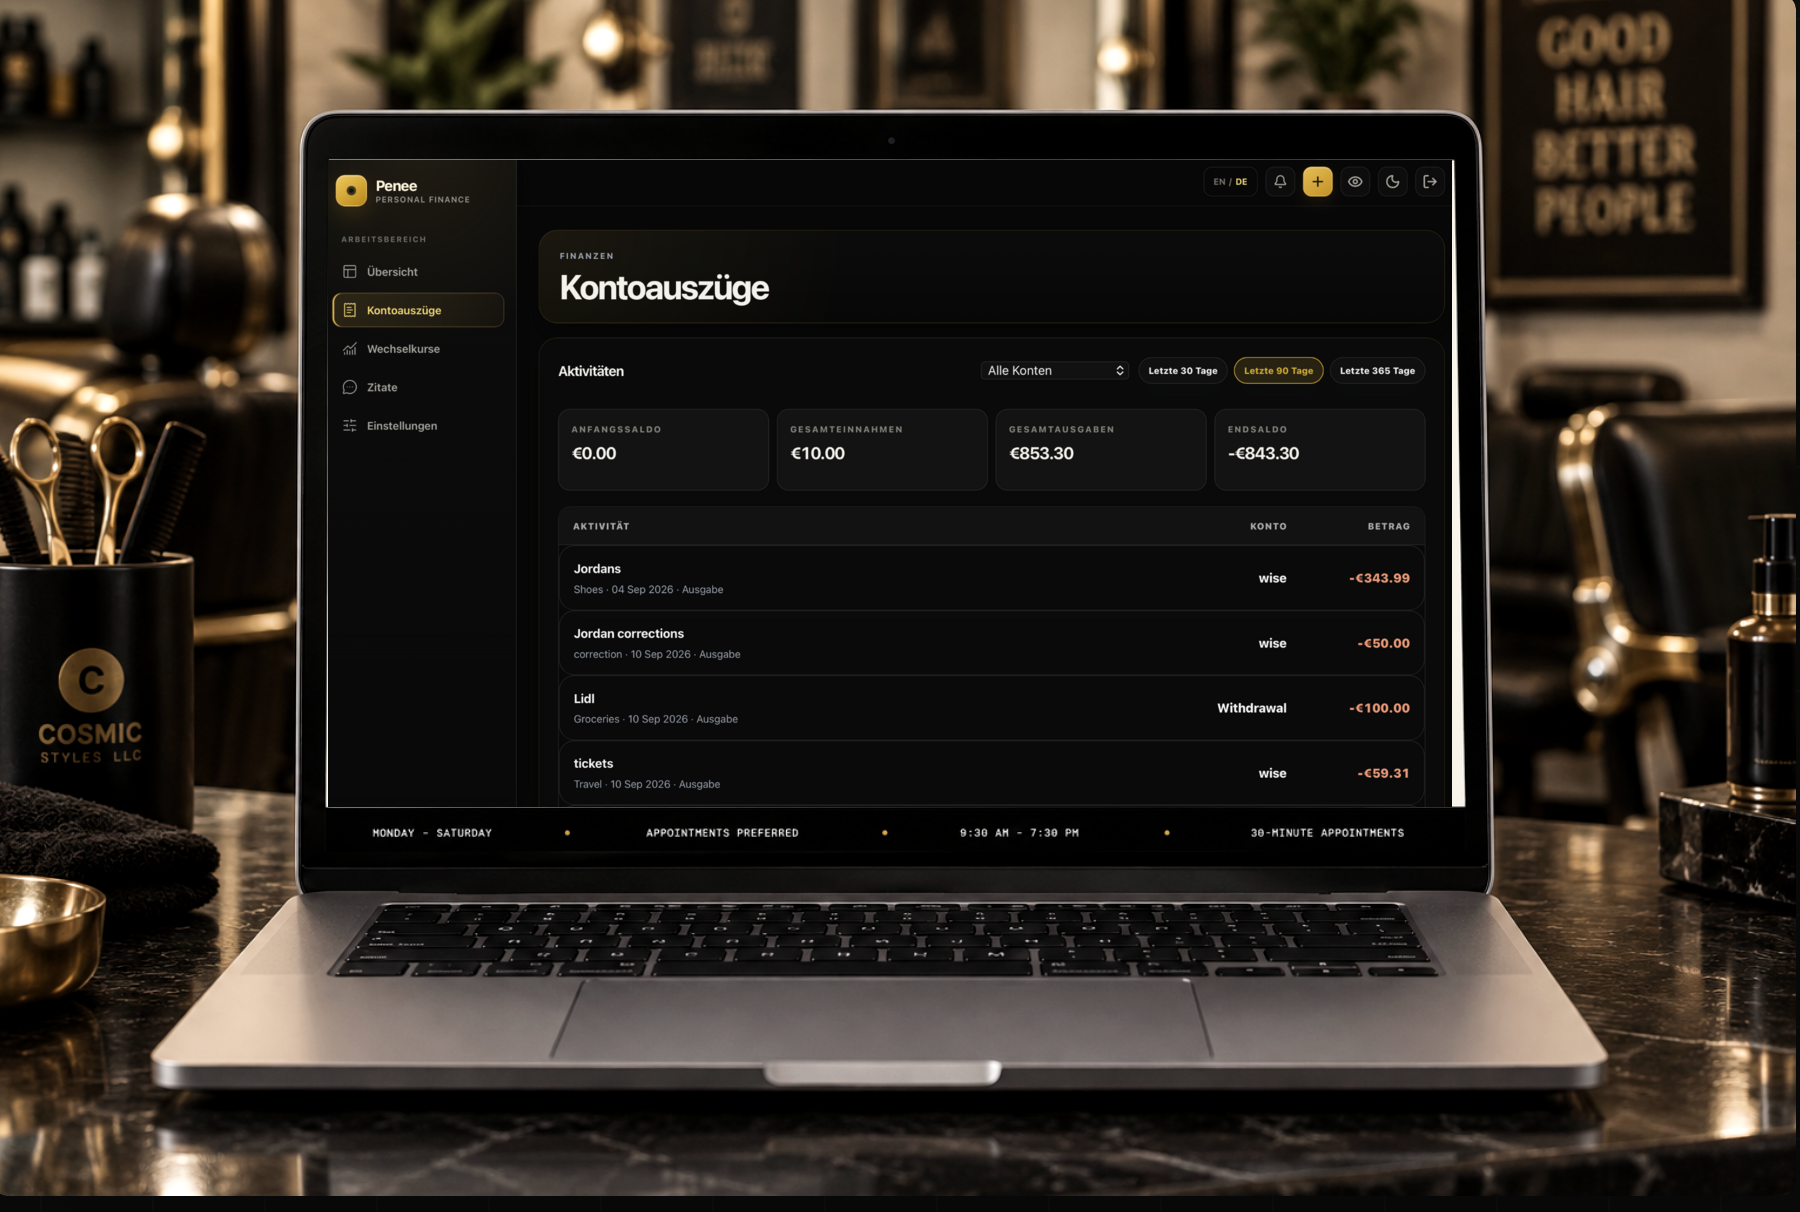 GOOD
HAIR
BETTER
PEOPLE
Penee
PERSONAL FINANCE
EN / DE
ARBEITSBEREICH
Übersicht
Kontoauszüge
Wechselkurse
Zitate
Einstellungen
FINANZEN
Kontoauszüge
Aktivitäten
Alle Konten
Letzte 30 Tage
Letzte 90 Tage
Letzte 365 Tage
ANFANGSSALDO
€0.00
GESAMTEINNAHMEN
€10.00
GESAMTAUSGABEN
€853.30
ENDSALDO
-€843.30
AKTIVITÄT KONTO BETRAG
Jordans
Shoes · 04 Sep 2026 · Ausgabe
wise -€343.99
Jordan corrections
correction · 10 Sep 2026 · Ausgabe
wise -€50.00
Lidl
Groceries · 10 Sep 2026 · Ausgabe
Withdrawal -€100.00
tickets
Travel · 10 Sep 2026 · Ausgabe
wise -€59.31
MONDAY - SATURDAY • APPOINTMENTS PREFERRED • 9:30 AM - 7:30 PM • 30-MINUTE APPOINTMENTS
C
COSMIC
STYLES LLC